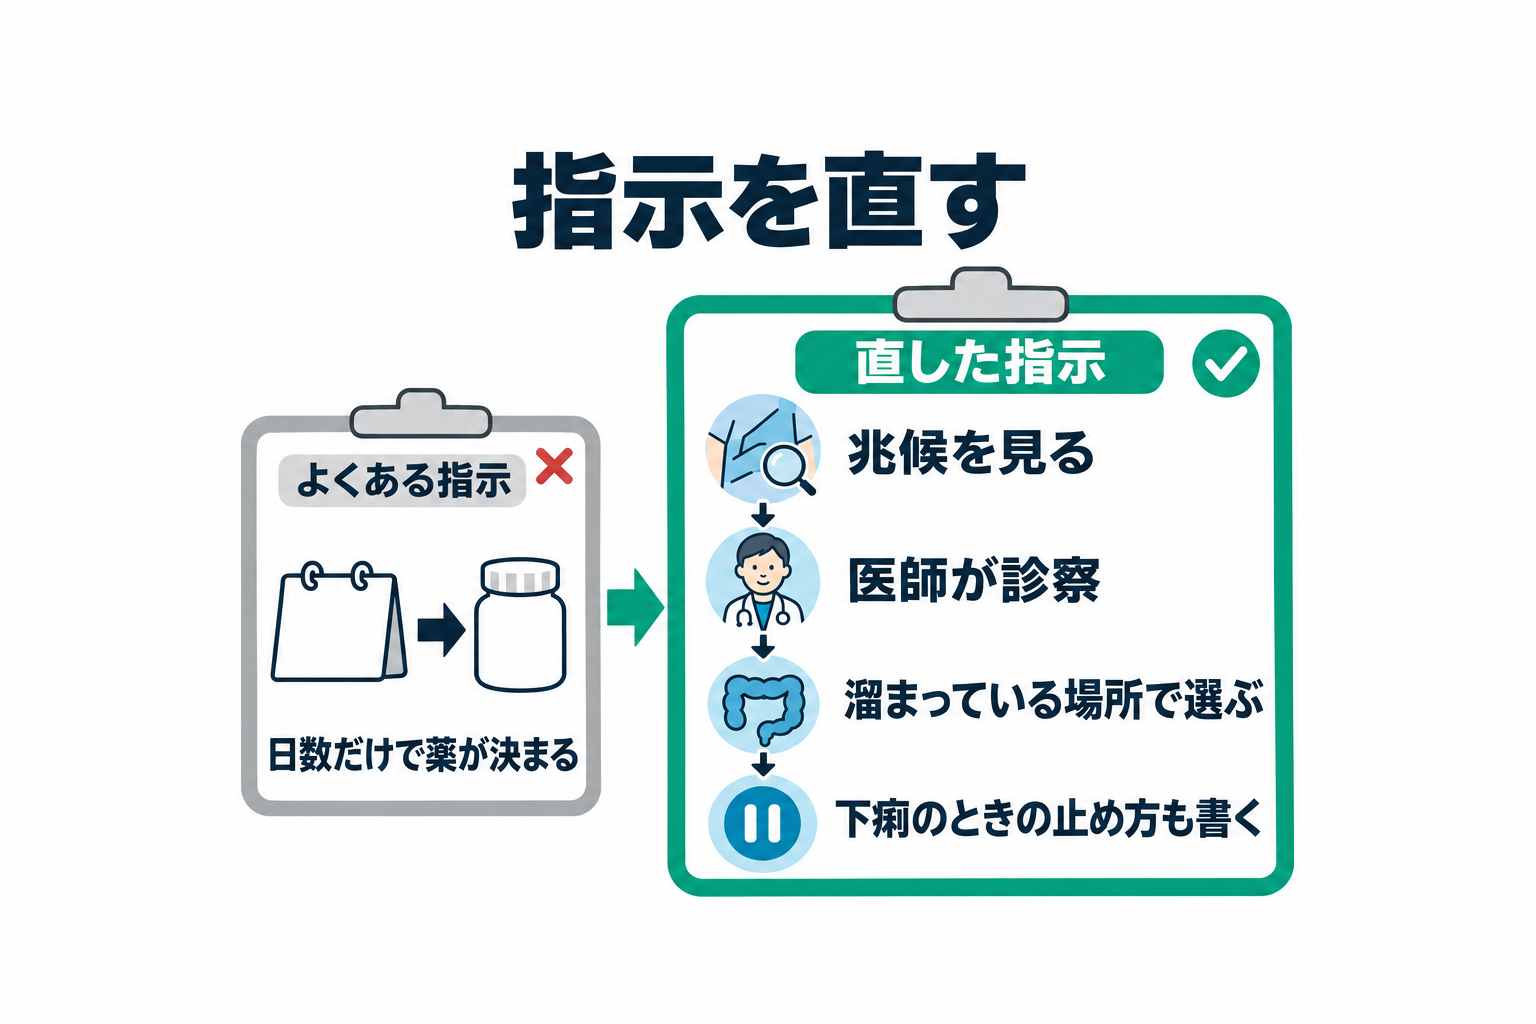 指示を直す
よくある指示
日数だけで薬が決まる
直した指示
兆候を見る
医師が診察
溜まっている場所で選ぶ
下痢のときの止め方も書く